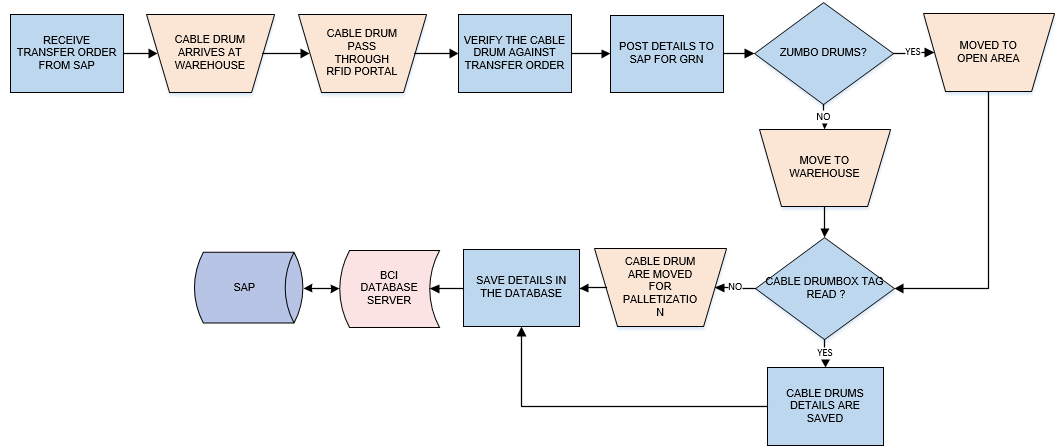 RECEIVE
TRANSFER ORDER
FROM SAP
CABLE DRUM
ARRIVES AT
WAREHOUSE
CABLE DRUM
PASS
THROUGH
RFID PORTAL
VERIFY THE CABLE
DRUM AGAINST
TRANSFER ORDER
POST DETAILS TO
SAP FOR GRN
ZUMBO DRUMS?
YES
MOVED TO
OPEN AREA
NO
MOVE TO
WAREHOUSE
CABLE DRUMBOX TAG
READ ?
NO
CABLE DRUM
ARE MOVED
FOR
PALLETIZATIO
N
SAVE DETAILS IN
THE DATABASE
BCI
DATABASE
SERVER
SAP
YES
CABLE DRUMS
DETAILS ARE
SAVED